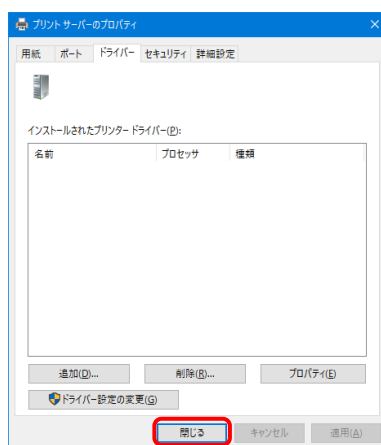 プリント サーバーのプロパティ
用紙 ポート ドライバー セキュリティ 詳細設定
インストールされたプリンター ドライバー(P):
名前 プロセッサ 種類
追加(D)... 削除(R)... プロパティ(E)
ドライバー設定の変更(G)
閉じる キャンセル 適用(A)